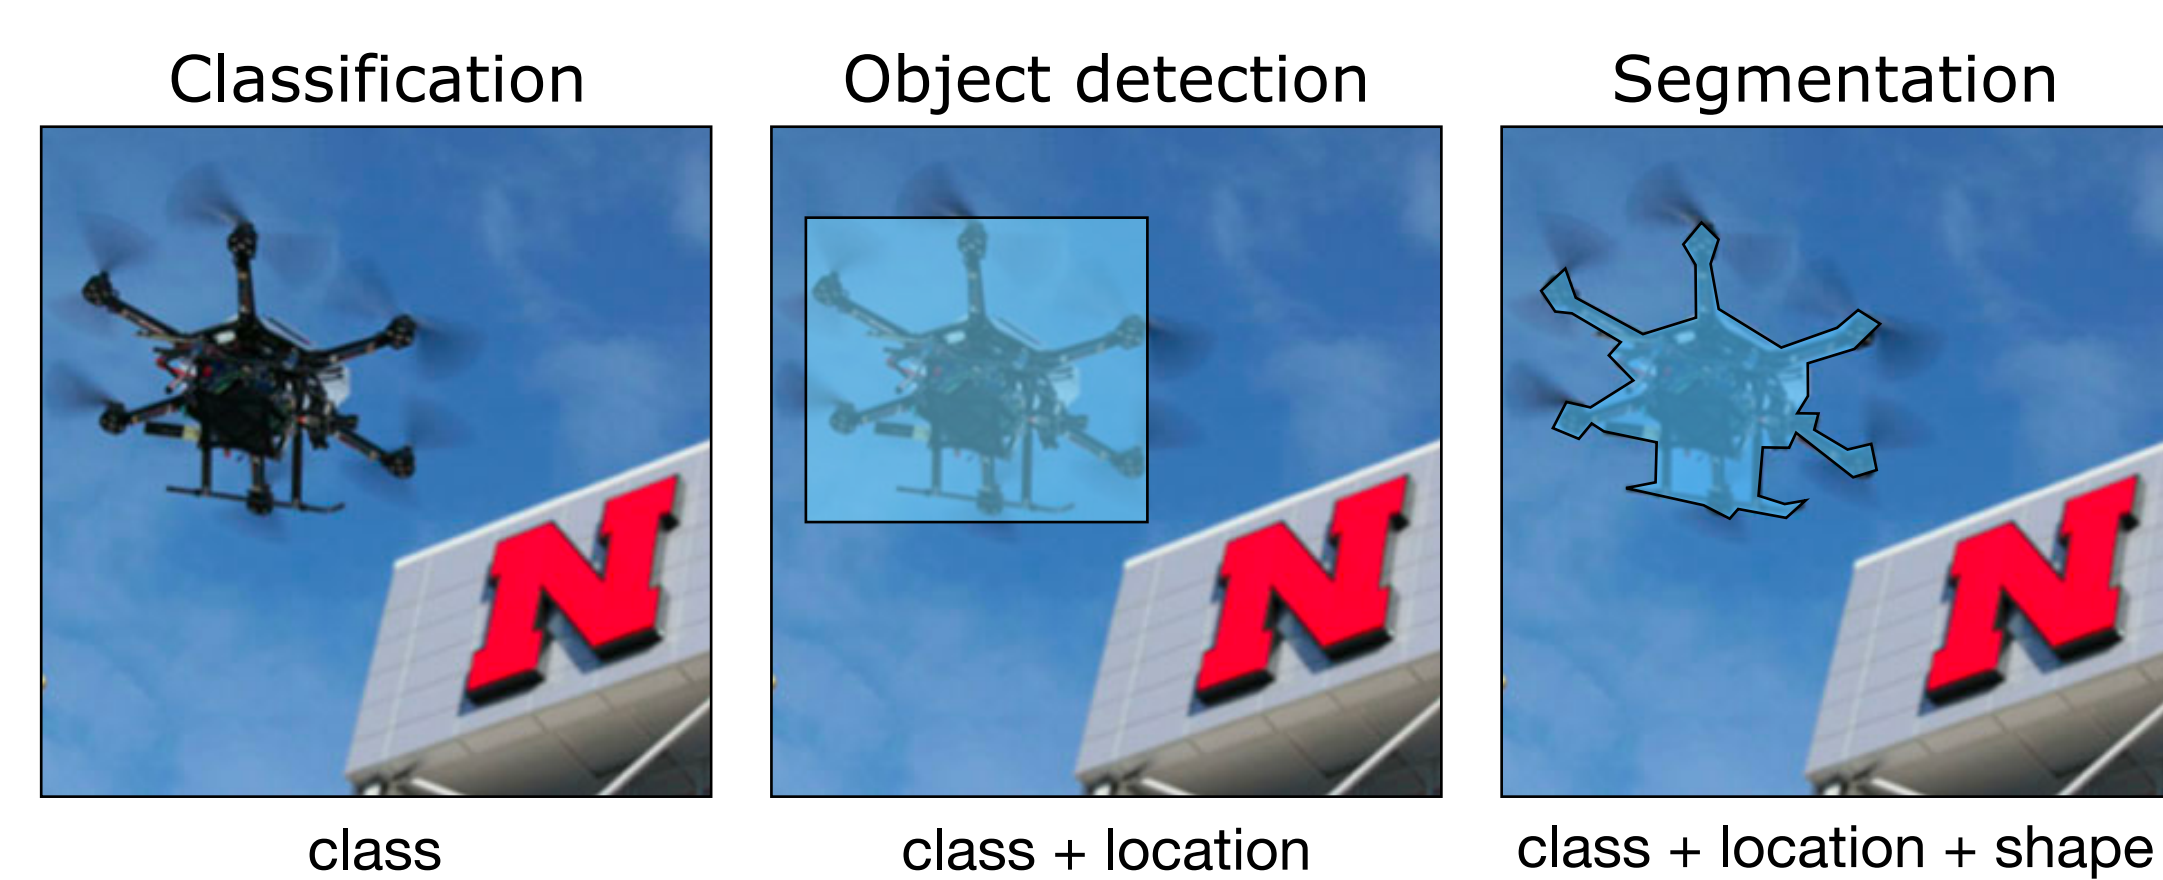 Classification
Object detection
Segmentation
N
N
N
class
class + location
class + location + shape